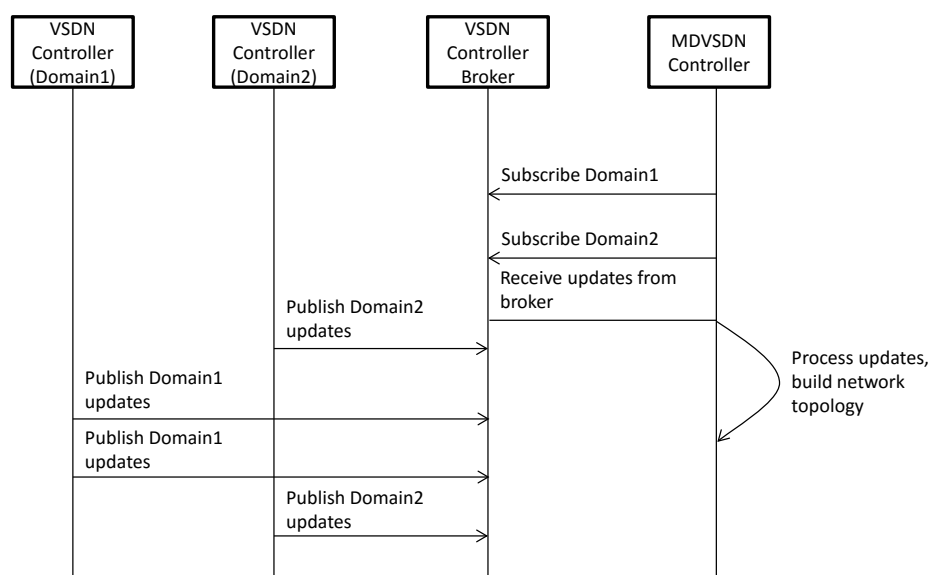 VSDN
Controller
(Domain1)
VSDN
Controller
(Domain2)
VSDN
Controller
Broker
MDVSDN
Controller
Subscribe Domain1
Subscribe Domain2
Receive updates from
broker
Publish Domain2
updates
Process updates,
build network
topology
Publish Domain1
updates
Publish Domain1
updates
Publish Domain2
updates